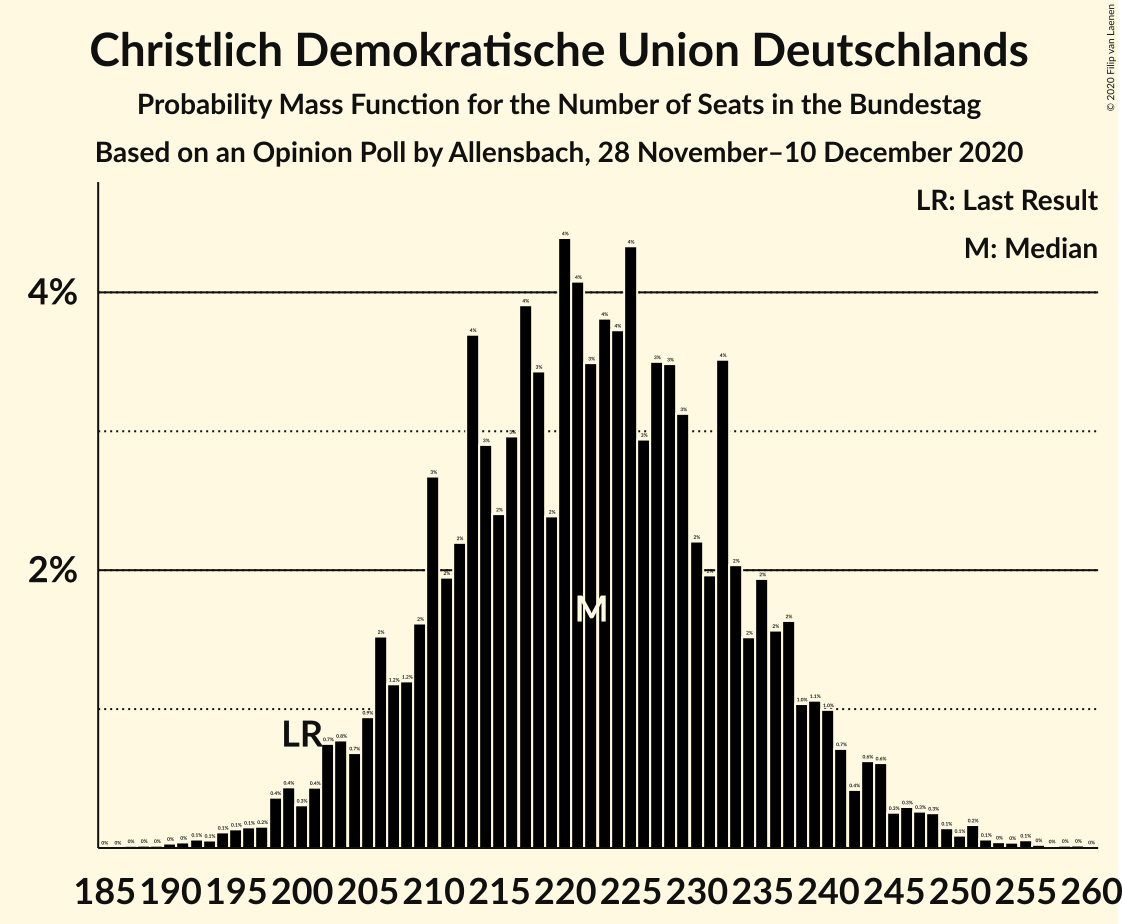 Christlich Demokratische Union Deutschlands
Probability Mass Function for the Number of Seats in the Bundestag
Based on an Opinion Poll by Allensbach, 28 November–10 December 2020
© 2020 Filip van Laenen
LR: Last Result
M: Median
4%
2%
LR
M
185 190 195 200 205 210 215 220 225 230 235 240 245 250 255 260